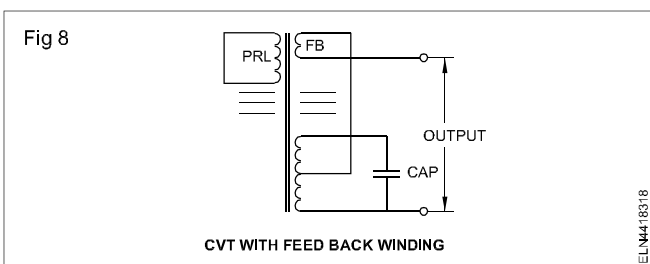 Fig 8
PRL
FB
OUTPUT
CAP
CVT WITH FEED BACK WINDING
ELN4418318